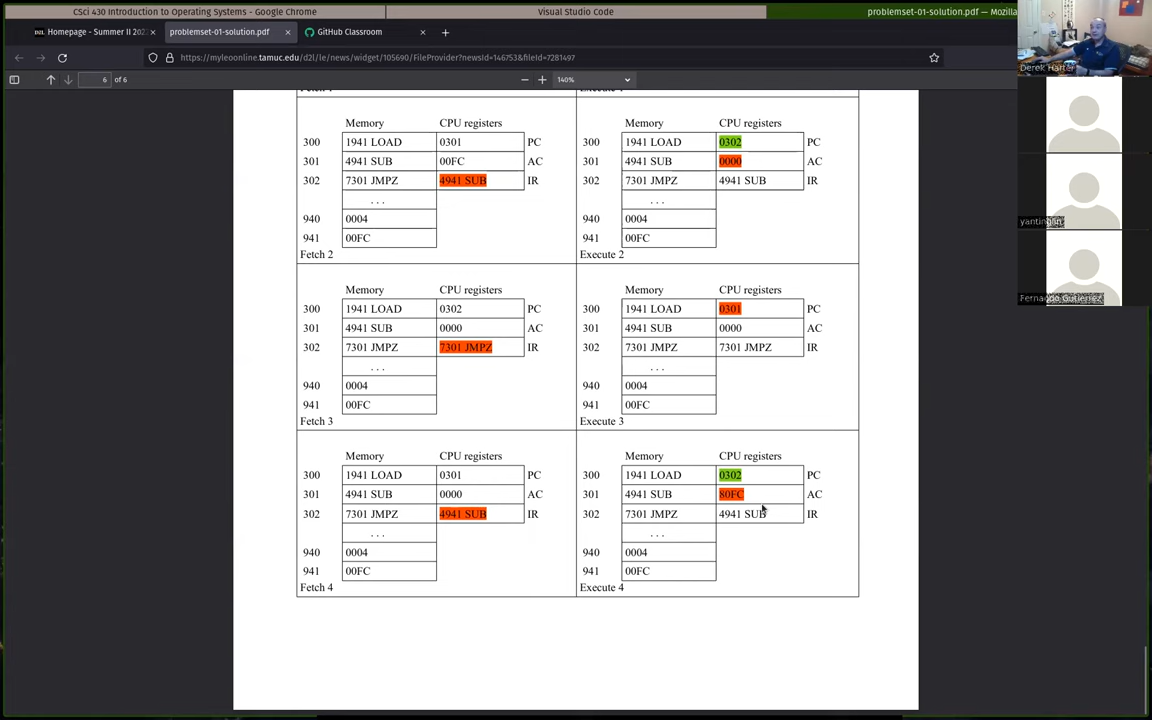 CSci 430 Introduction to Operating Systems - Google Chrome
Visual Studio Code
problemset-01-solution.pdf — Mozilla
Homepage - Summer II 202
problemset-01-solution.pdf
GitHub Classroom
https://myleoonline.tamuc.edu/d2l/le/news/widget/105690/FileProvider?newsId=146753&fileId=7281497
6 of 6
140%
Derek Harter
yantingan
Fernando Gutierrez
Memory CPU registers
300 1941 LOAD 0301 PC
301 4941 SUB 00FC AC
302 7301 JMPZ 4941 SUB IR
. . .
940 0004
941 00FC
Fetch 2
Memory CPU registers
300 1941 LOAD 0302 PC
301 4941 SUB 0000 AC
302 7301 JMPZ 4941 SUB IR
. . .
940 0004
941 00FC
Execute 2
Memory CPU registers
300 1941 LOAD 0302 PC
301 4941 SUB 0000 AC
302 7301 JMPZ 7301 JMPZ IR
. . .
940 0004
941 00FC
Fetch 3
Memory CPU registers
300 1941 LOAD 0301 PC
301 4941 SUB 0000 AC
302 7301 JMPZ 7301 JMPZ IR
. . .
940 0004
941 00FC
Execute 3
Memory CPU registers
300 1941 LOAD 0301 PC
301 4941 SUB 0000 AC
302 7301 JMPZ 4941 SUB IR
. . .
940 0004
941 00FC
Fetch 4
Memory CPU registers
300 1941 LOAD 0302 PC
301 4941 SUB 80FC AC
302 7301 JMPZ 4941 SUB IR
. . .
940 0004
941 00FC
Execute 4